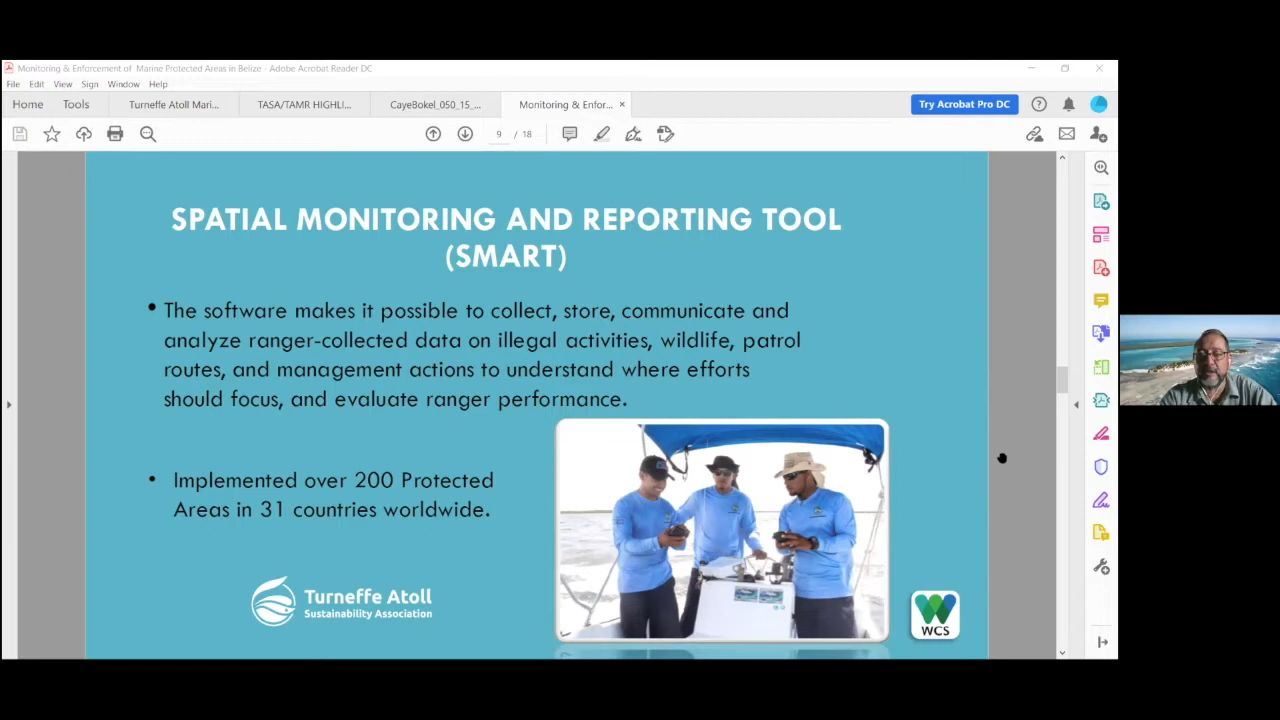 Monitoring & Enforcement of Marine Protected Areas in Belize - Adobe Acrobat Reader DC
File Edit View Sign Window Help
Home Tools Turneffe Atoll Mari... TASA/TAMR HIGHLI... CayeBokel_050_15_... Monitoring & Enfor... × Try Acrobat Pro DC
9 / 18
SPATIAL MONITORING AND REPORTING TOOL
(SMART)
• The software makes it possible to collect, store, communicate and
analyze ranger-collected data on illegal activities, wildlife, patrol
routes, and management actions to understand where efforts
should focus, and evaluate ranger performance.
• Implemented over 200 Protected
Areas in 31 countries worldwide.
Turneffe Atoll
Sustainability Association
WCS